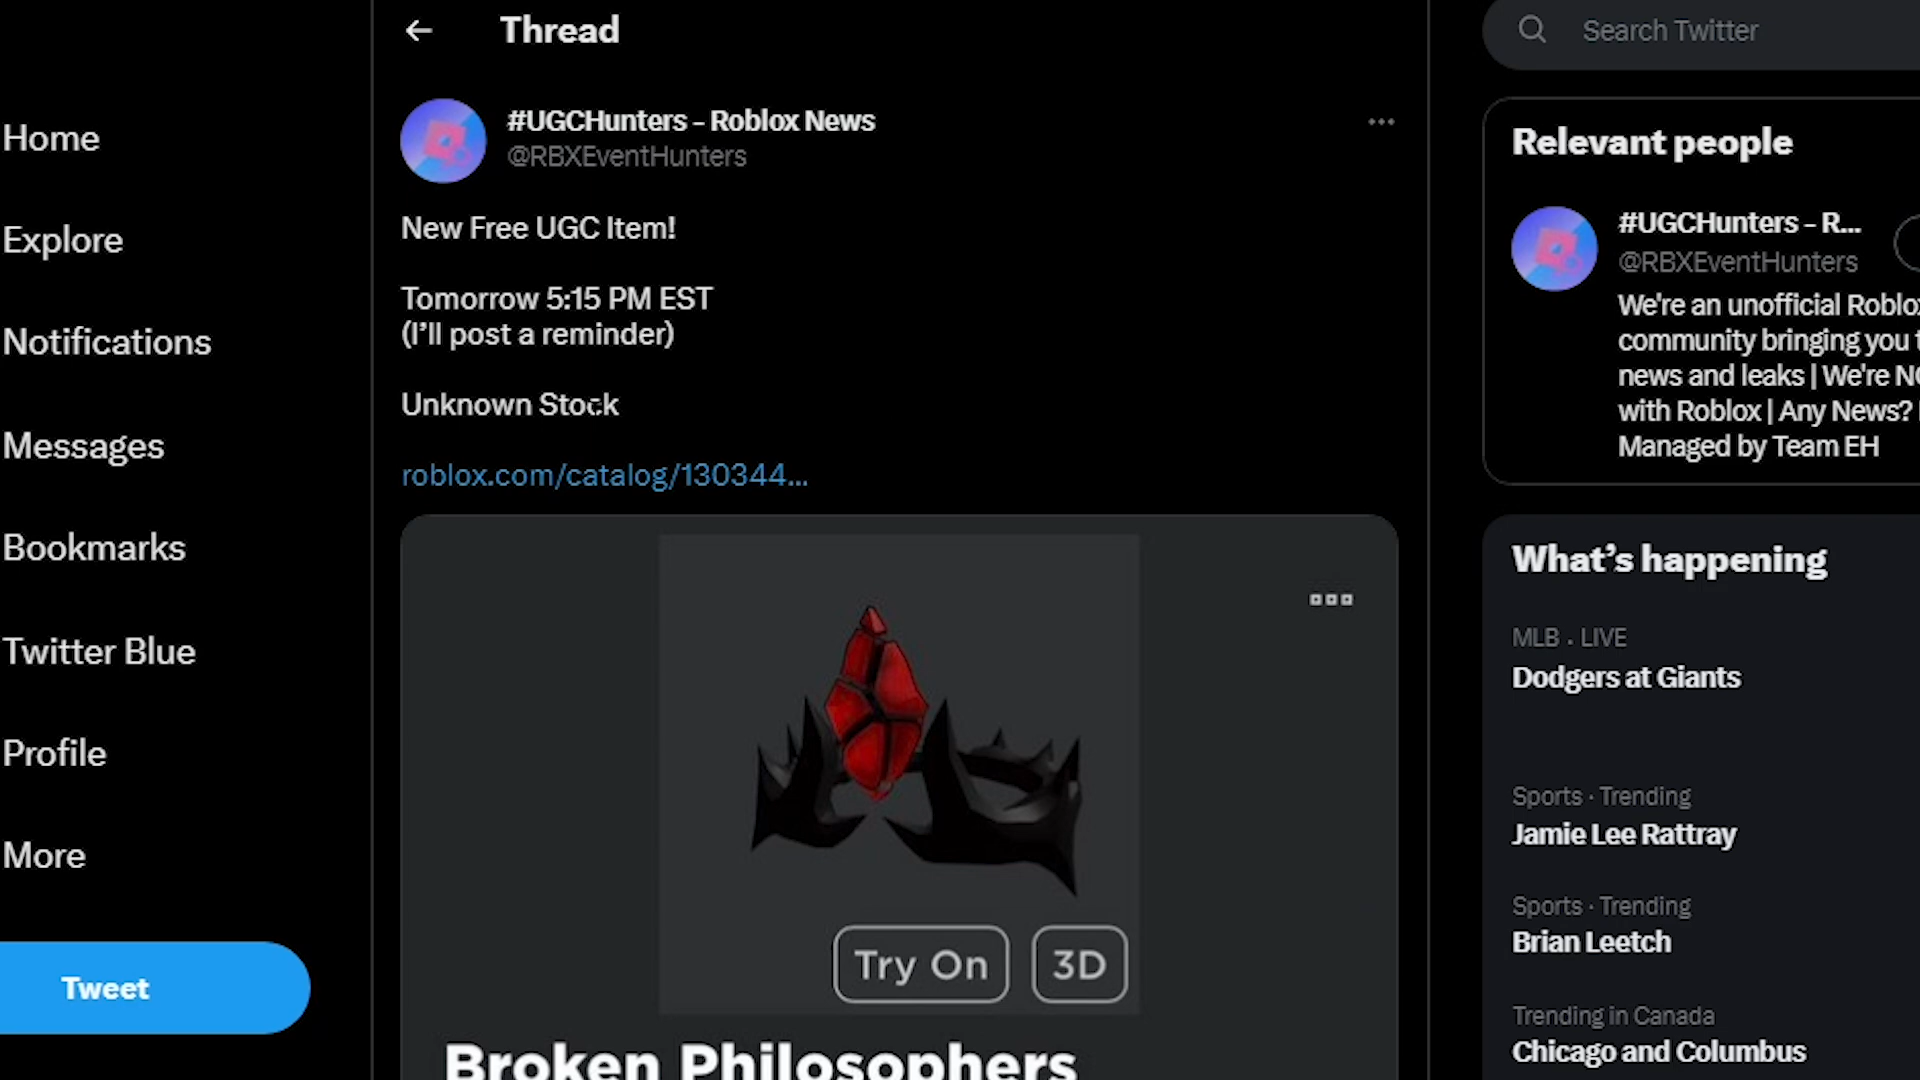 Home
Explore
Notifications
Messages
Bookmarks
Twitter Blue
Profile
More
Tweet
Thread
#UGCHunters – Roblox News
@RBXEventHunters
New Free UGC Item!
Tomorrow 5:15 PM EST
(I'll post a reminder)
Unknown Stock
roblox.com/catalog/130344...
Try On
3D
Broken Philosophers
Search Twitter
Relevant people
#UGCHunters – R...
@RBXEventHunters
We're an unofficial Roblox
community bringing you
news and leaks | We're
with Roblox | Any News?
Managed by Team EH
What's happening
MLB · LIVE
Dodgers at Giants
Sports · Trending
Jamie Lee Rattray
Sports · Trending
Brian Leetch
Trending in Canada
Chicago and Columbus